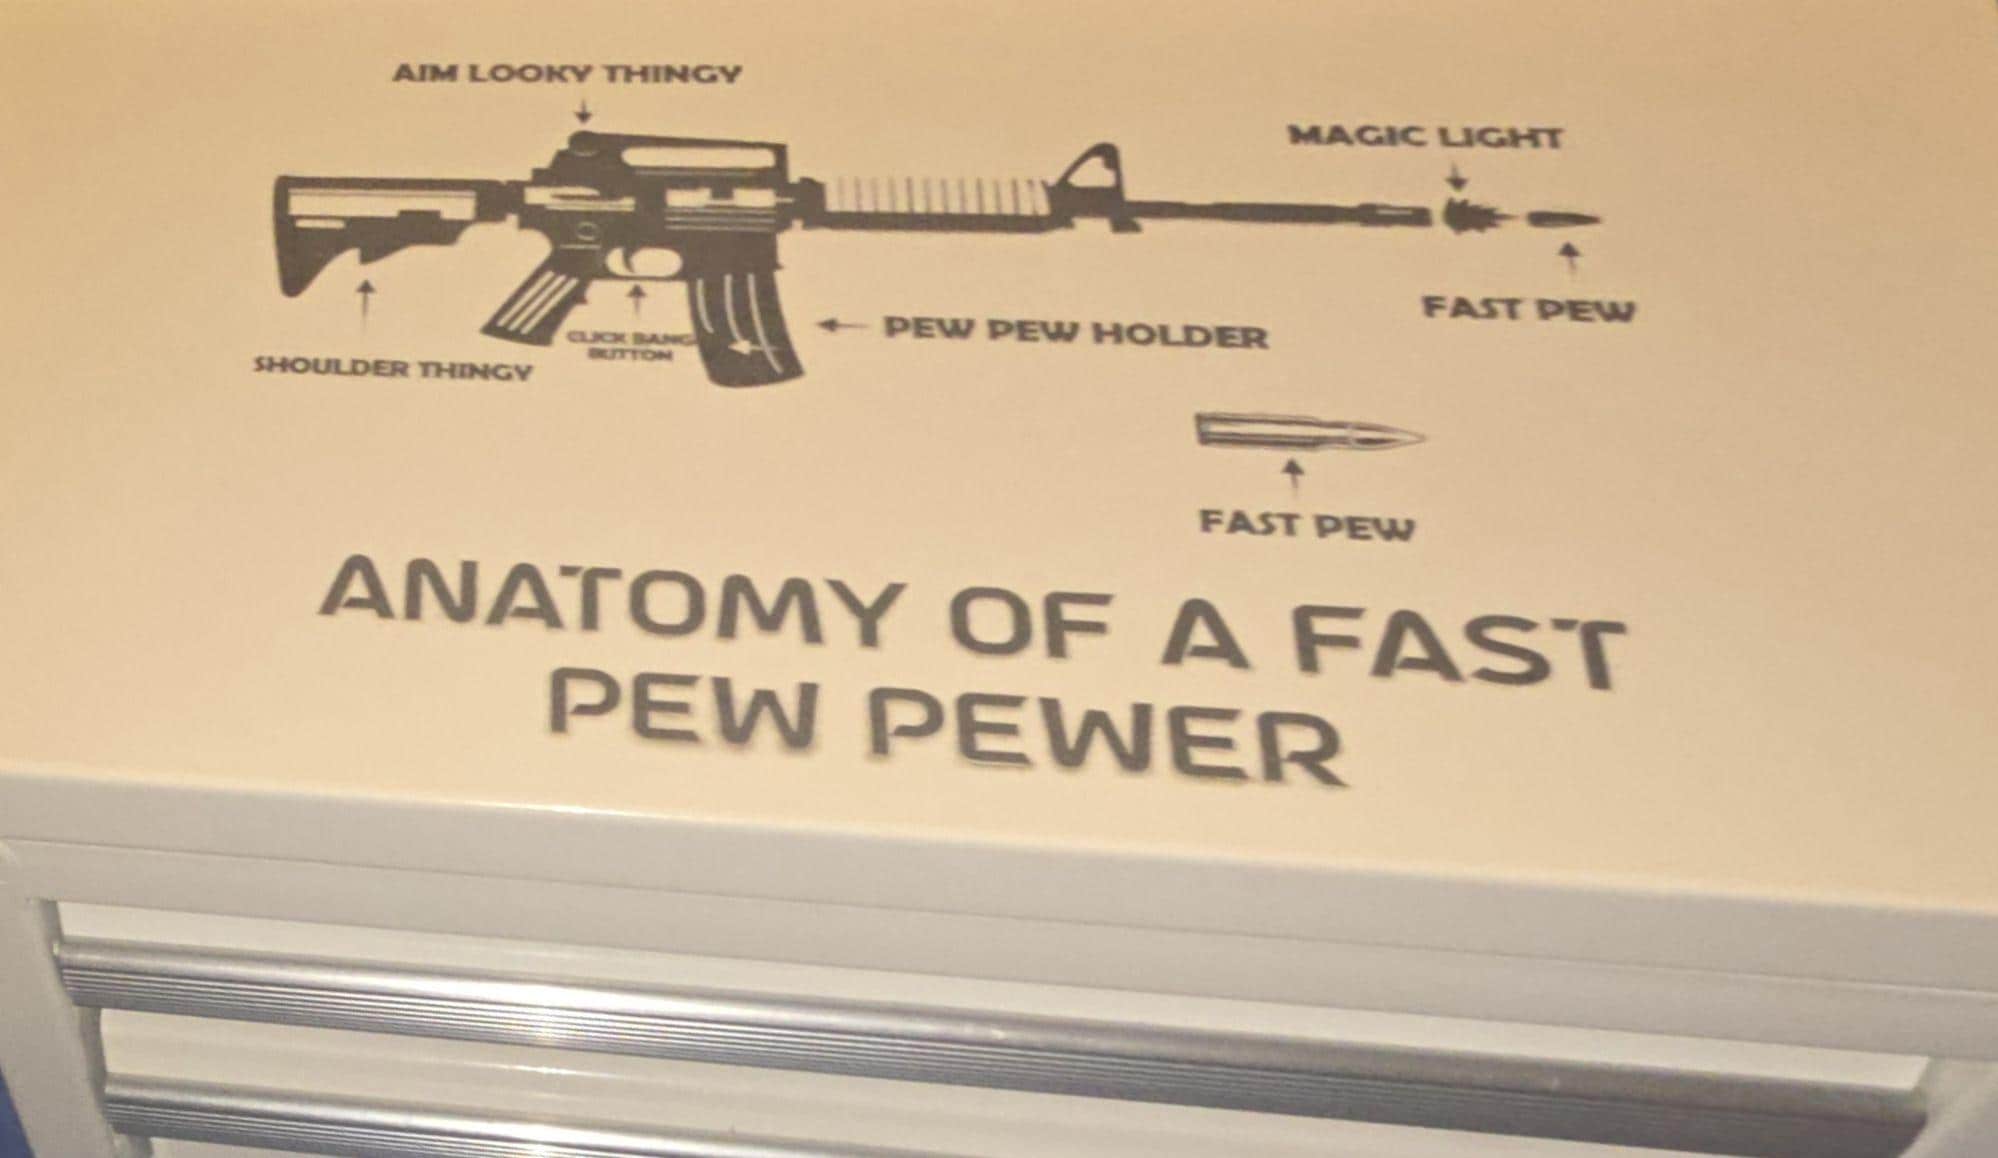 AIM LOOKY THINGY
MAGIC LIGHT
FAST PEW
PEW PEW HOLDER
CLICK BANG
BUTTON
SHOULDER THINGY
FAST PEW
ANATOMY OF A FAST
PEW PEWER